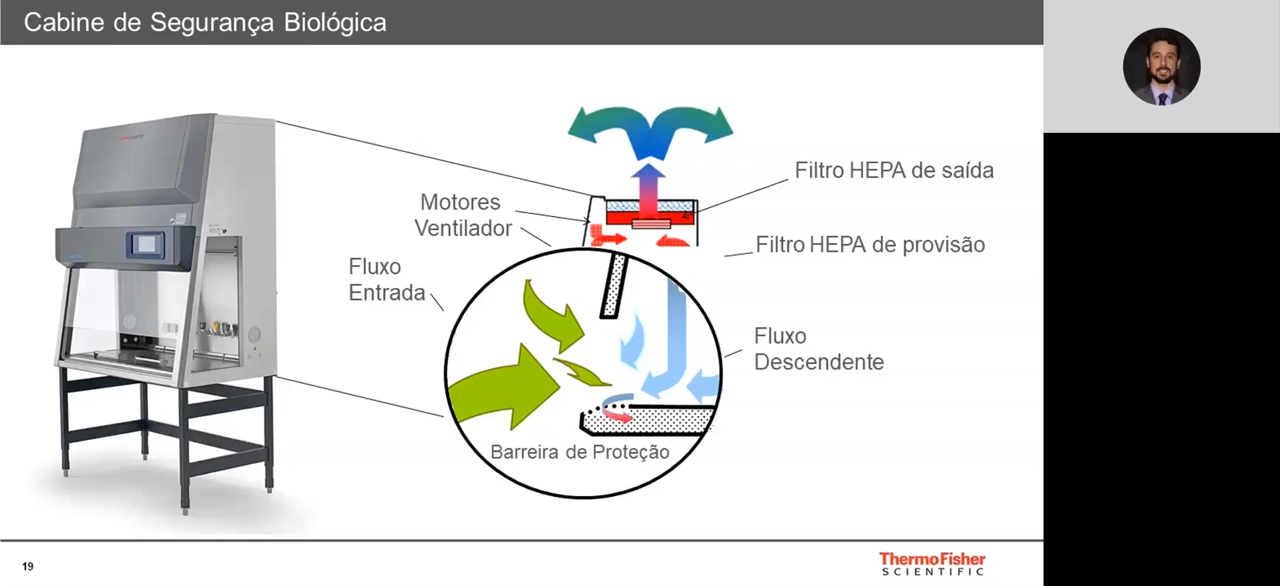 Cabine de Segurança Biológica
Filtro HEPA de saída
Motores
Ventilador
Filtro HEPA de provisão
Fluxo
Entrada
Fluxo
Descendente
Barreira de Proteção
19
ThermoFisher
SCIENTIFIC